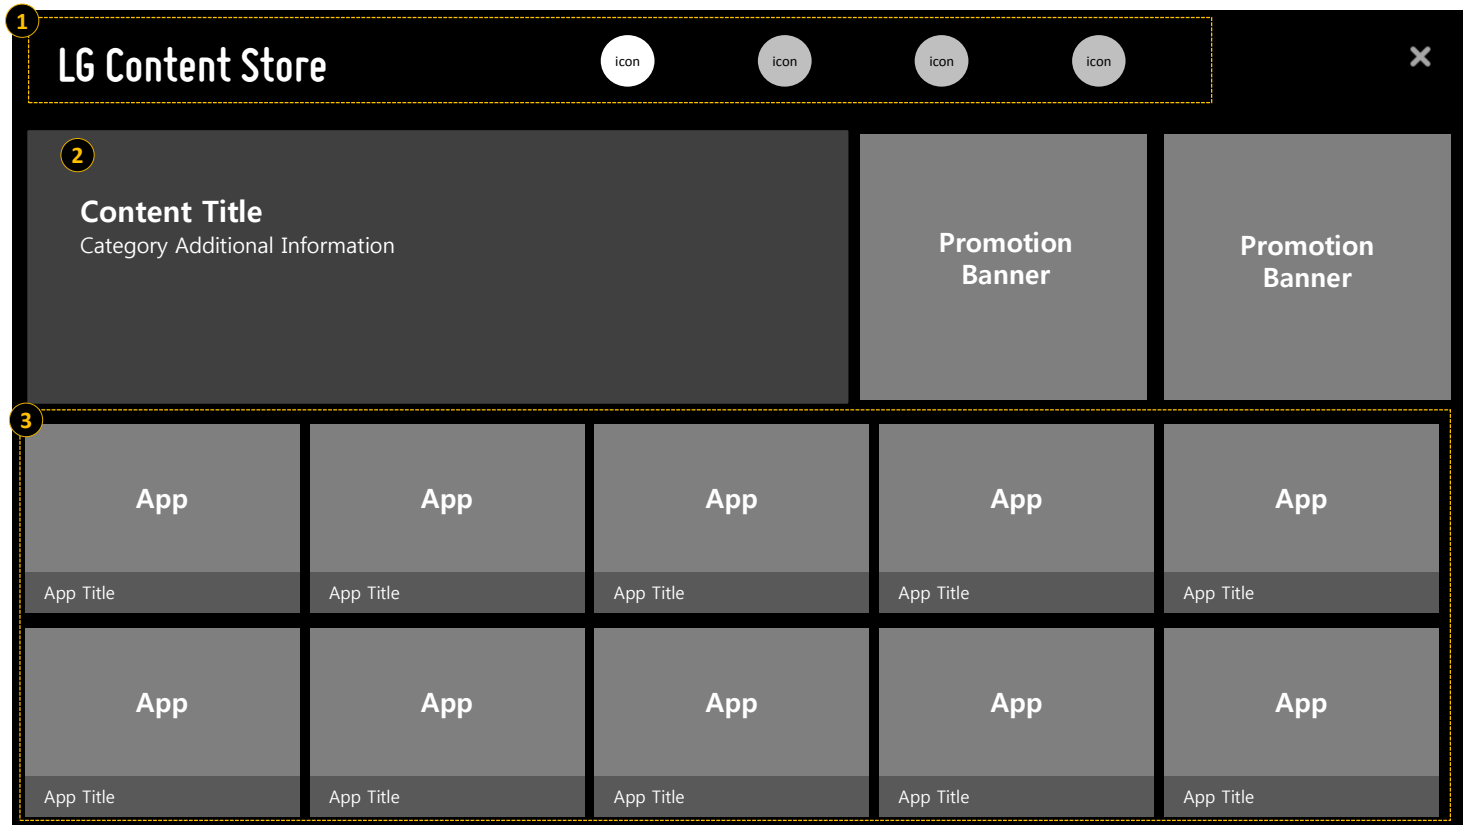 1
LG Content Store
icon
icon
icon
icon
2
Content Title
Category Additional Information
Promotion
Banner
Promotion
Banner
3
App
App
App
App
App
App Title
App Title
App Title
App Title
App Title
App
App
App
App
App
App Title
App Title
App Title
App Title
App Title